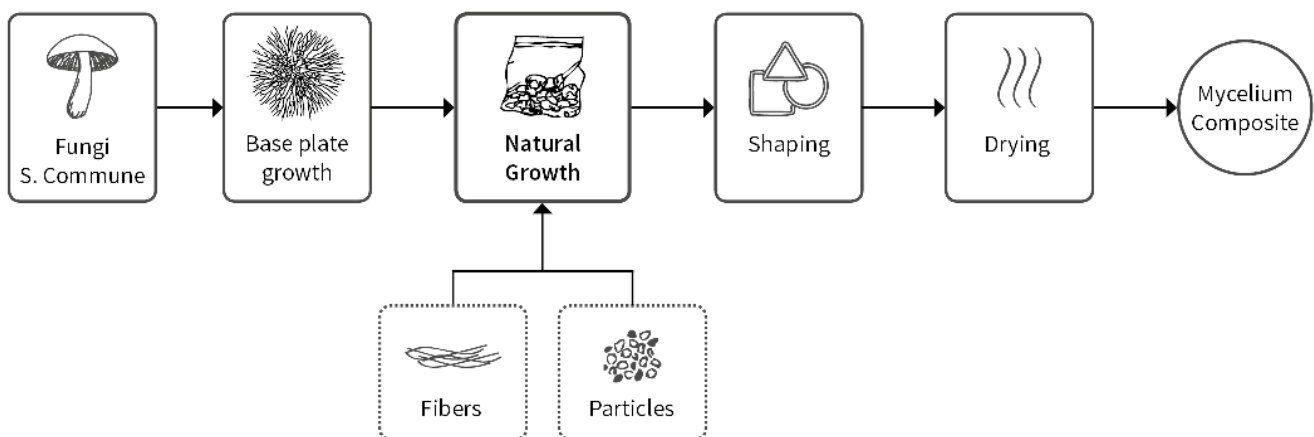 Fungi
S. Commune
Base plate
growth
Natural
Growth
Shaping
Drying
Mycelium
Composite
Fibers
Particles